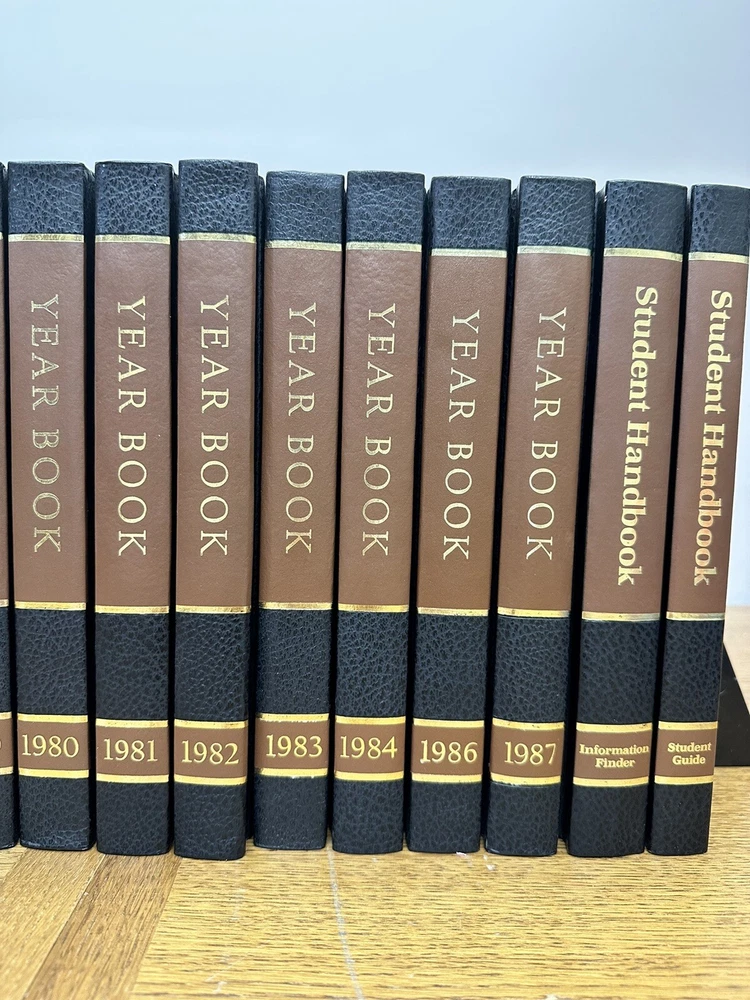 YEAR BOOK
1980
YEAR BOOK
1981
YEAR BOOK
1982
YEAR BOOK
1983
YEAR BOOK
1984
YEAR BOOK
1986
YEAR BOOK
1987
Student Handbook
Information
Finder
Student Handbook
Student
Guide